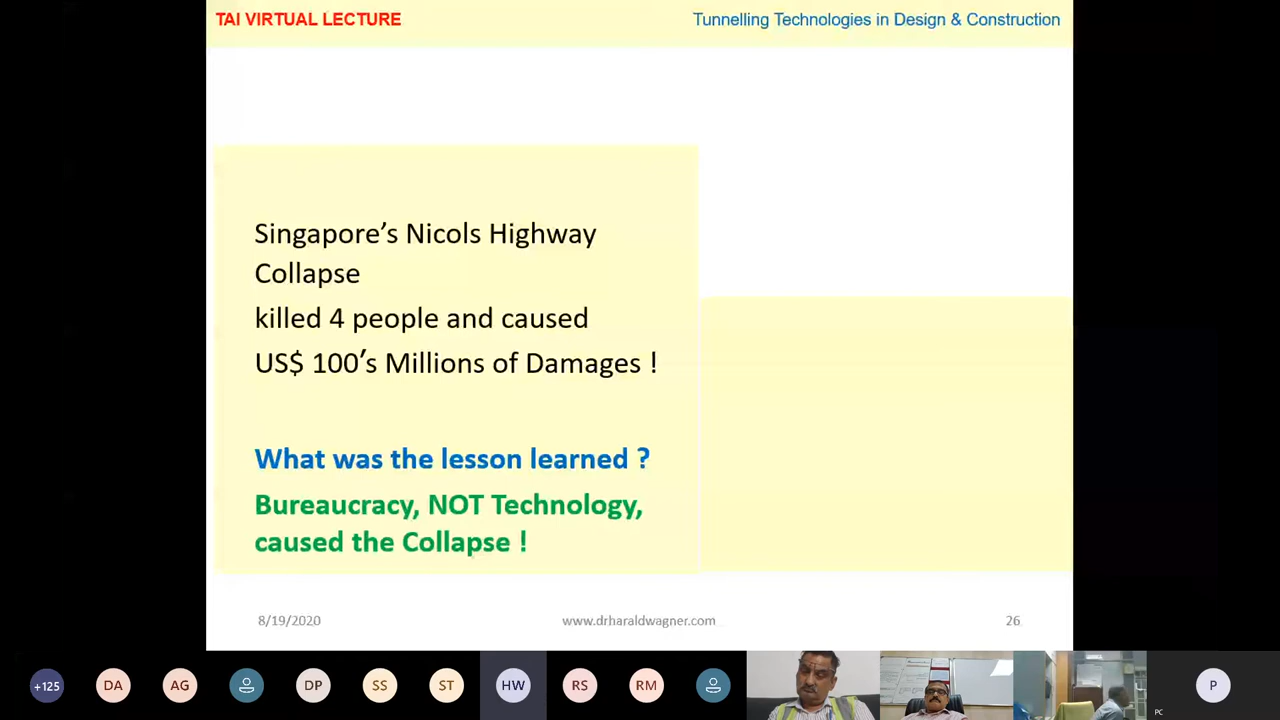 TAI VIRTUAL LECTURE
Tunnelling Technologies in Design & Construction
Singapore’s Nicols Highway
Collapse
killed 4 people and caused
US$ 100’s Millions of Damages !
What was the lesson learned ?
Bureaucracy, NOT Technology,
caused the Collapse !
8/19/2020
www.drharaldwagner.com
26
+125
DA
AG
DP
SS
ST
HW
RS
RM
P
PC